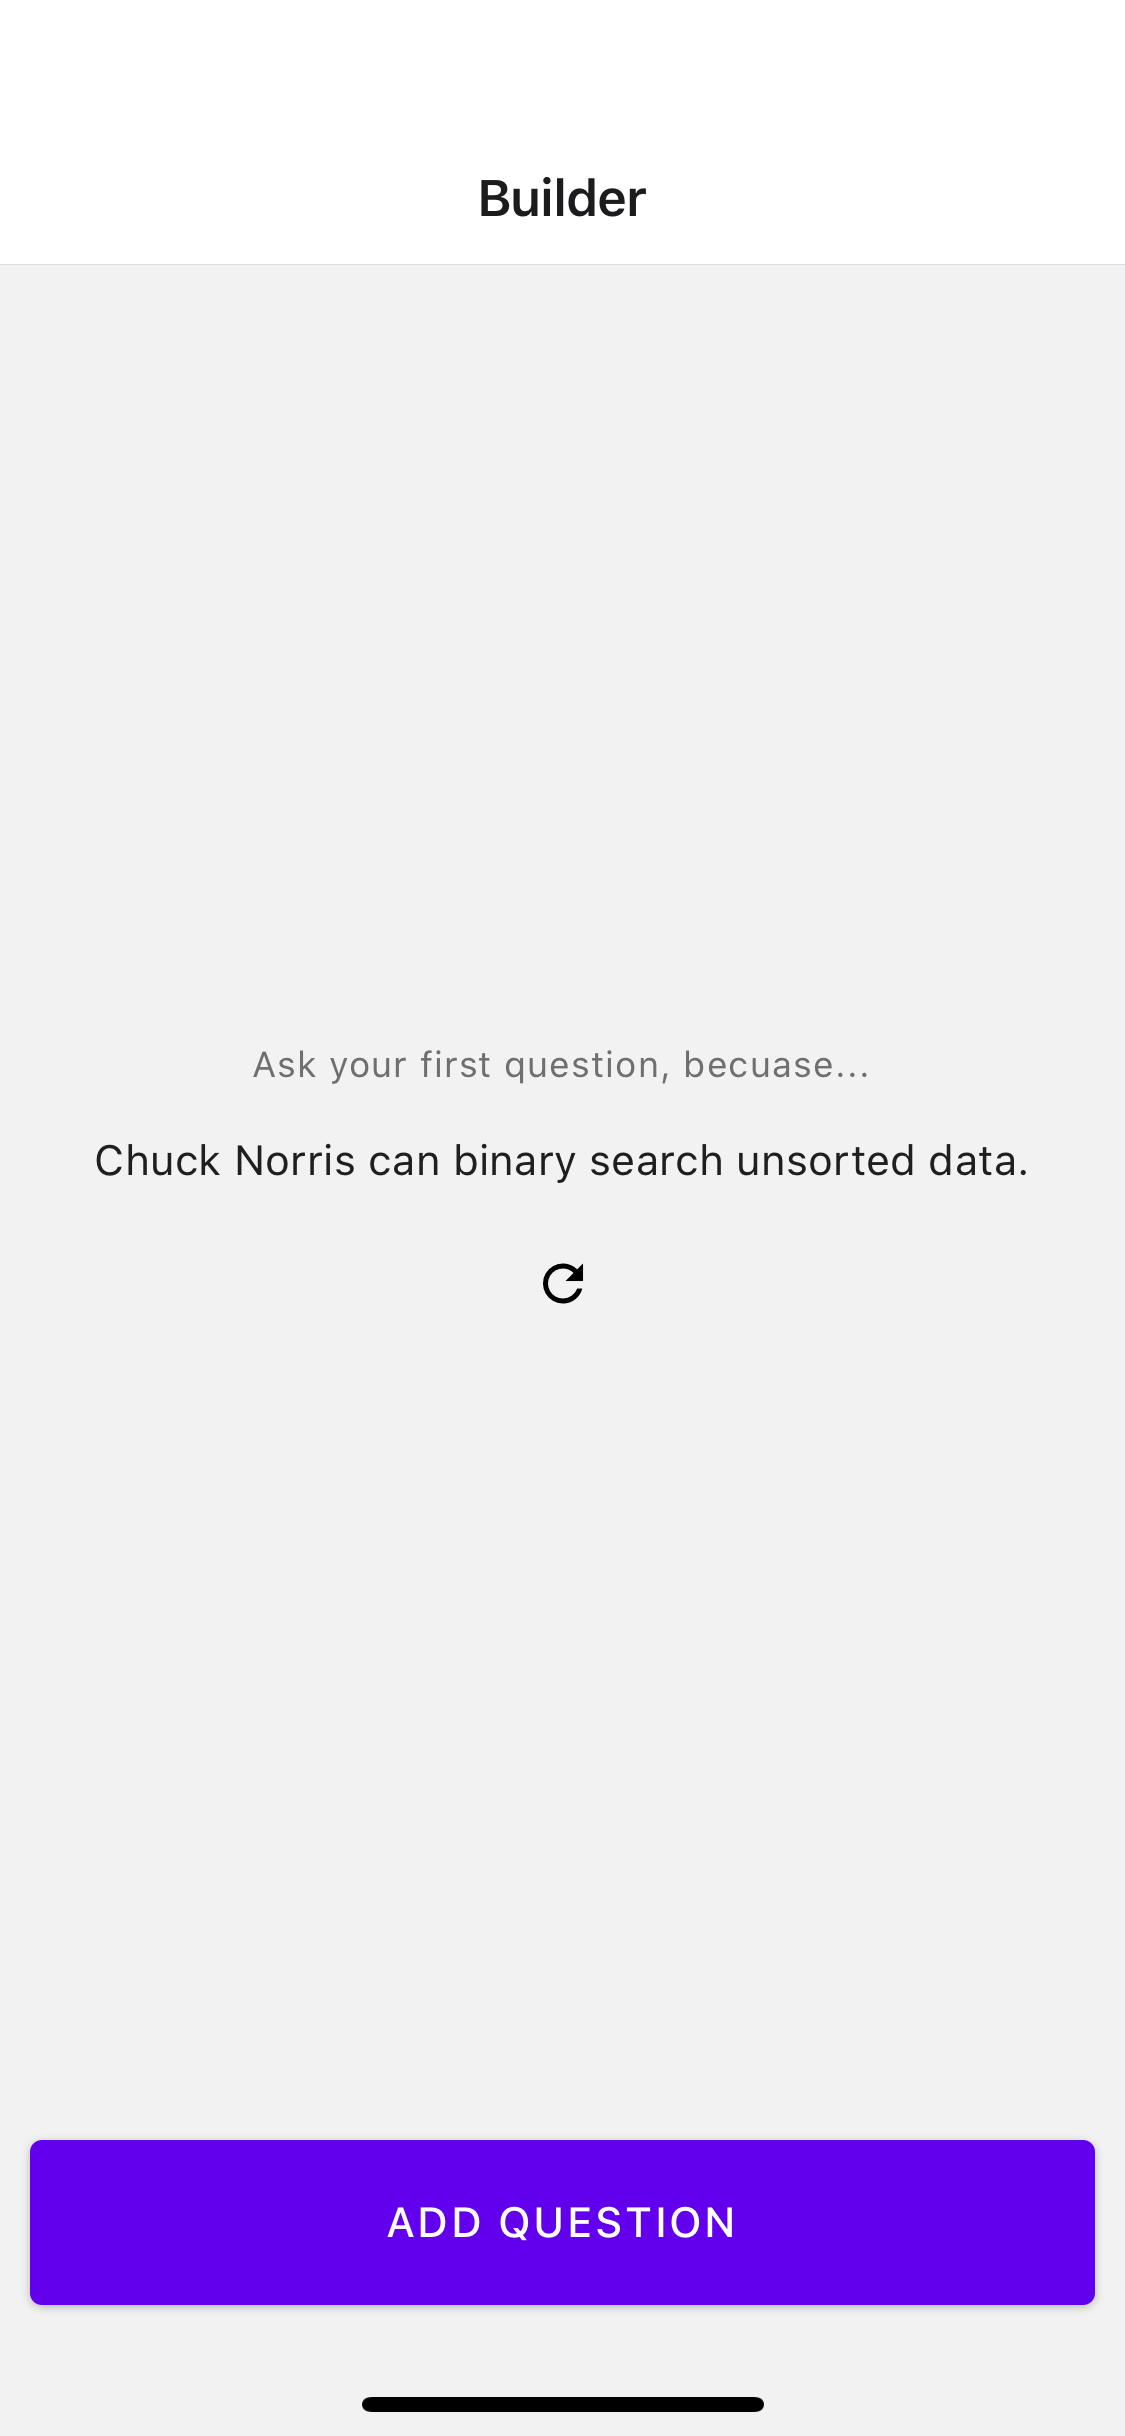 Builder
Ask your first question, becuase...
Chuck Norris can binary search unsorted data.
ADD QUESTION